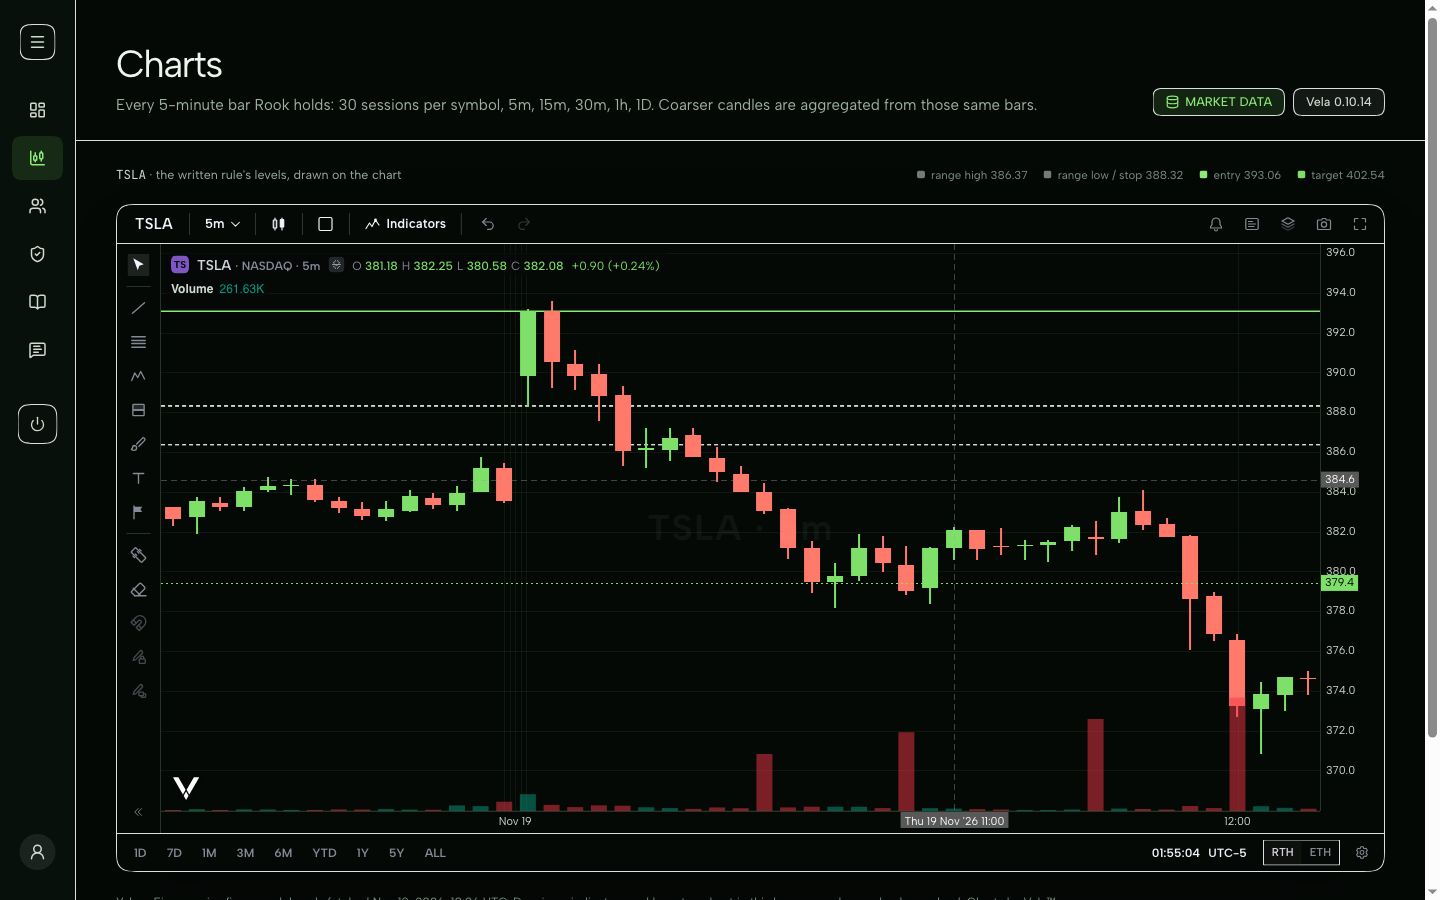 Charts
Every 5-minute bar Rook holds: 30 sessions per symbol, 5m, 15m, 30m, 1h, 1D. Coarser candles are aggregated from those same bars.
MARKET DATA
Vela 0.10.14
TSLA · the written rule's levels, drawn on the chart
range high 386.37
range low / stop 388.32
entry 393.06
target 402.54
TSLA
5m
Indicators
TS TSLA · NASDAQ · 5m O 381.18 H 382.25 L 380.58 C 382.08 +0.90 (+0.24%)
Volume 261.63K
396.0
394.0
392.0
390.0
388.0
386.0
384.6
384.0
382.0
380.0
379.4
378.0
376.0
374.0
372.0
370.0
Nov 19
Thu 19 Nov '26 11:00
12:00
1D 7D 1M 3M 6M YTD 1Y 5Y ALL
01:55:04 UTC-5
RTH ETH